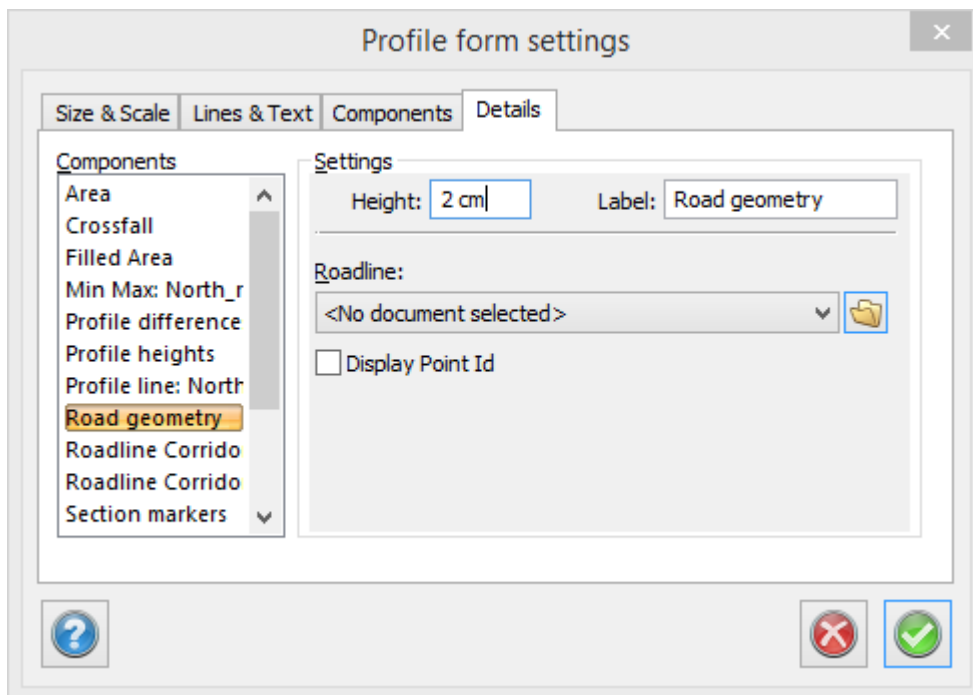 Profile form settings
Size & Scale Lines & Text Components Details
Components
Area
Crossfall
Filled Area
Min Max: North_r
Profile difference
Profile heights
Profile line: North
Road geometry
Roadline Corrido
Roadline Corrido
Section markers
Settings
Height: 2 cm Label: Road geometry
Roadline:
<No document selected>
Display Point Id
?